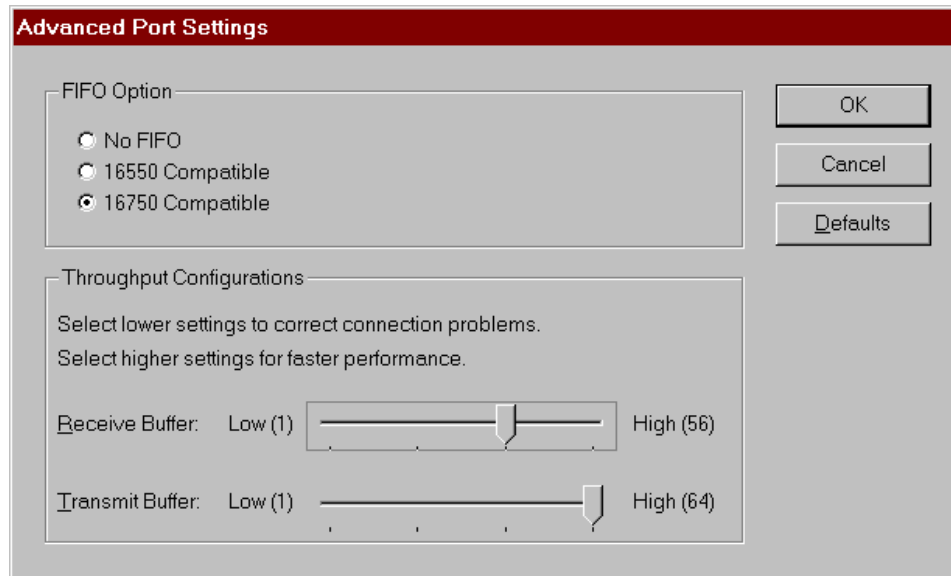 Advanced Port Settings
FIFO Option
No FIFO
16550 Compatible
16750 Compatible
OK
Cancel
Defaults
Throughput Configurations
Select lower settings to correct connection problems.
Select higher settings for faster performance.
Receive Buffer: Low (1) High (56)
Transmit Buffer: Low (1) High (64)